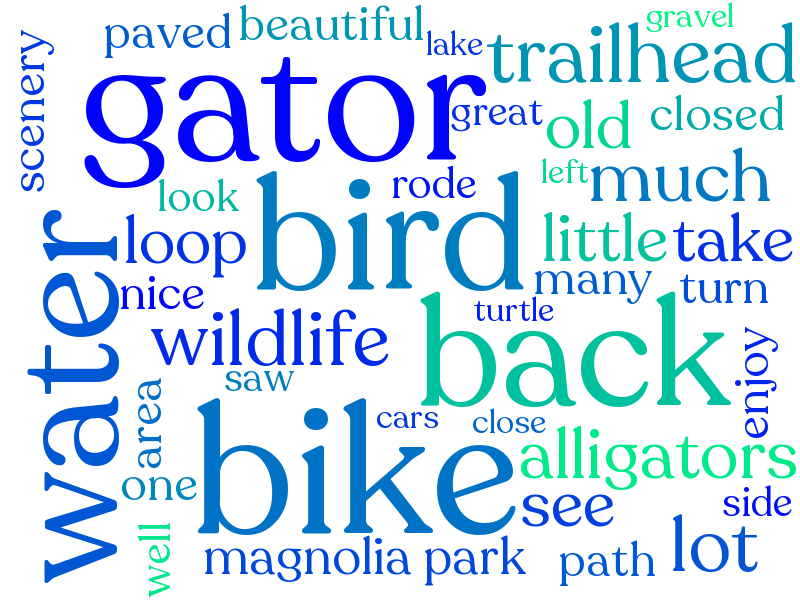 gravel
paved
beautiful
lake
trailhead
scenery
gator
great
old
closed
look
rode
left
much
water
loop
bird
little
take
nice
many
turn
wildlife
turtle
back
enjoy
saw
area
bike
cars
close
alligators
one
see
side
well
magnolia park
path
lot